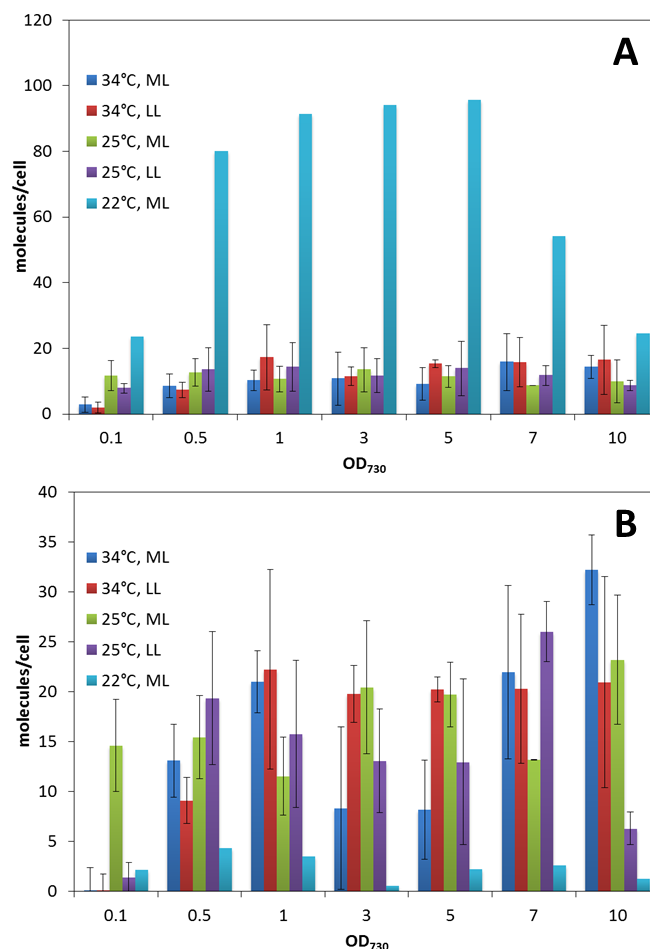 A
120
100
80
60
40
20
0
molecules/cell
34°C, ML
34°C, LL
25°C, ML
25°C, LL
22°C, ML
0.1 0.5 1 3 5 7 10
OD730
B
40
35
30
25
20
15
10
5
0
molecules/cell
34°C, ML
34°C, LL
25°C, ML
25°C, LL
22°C, ML
0.1 0.5 1 3 5 7 10
OD730